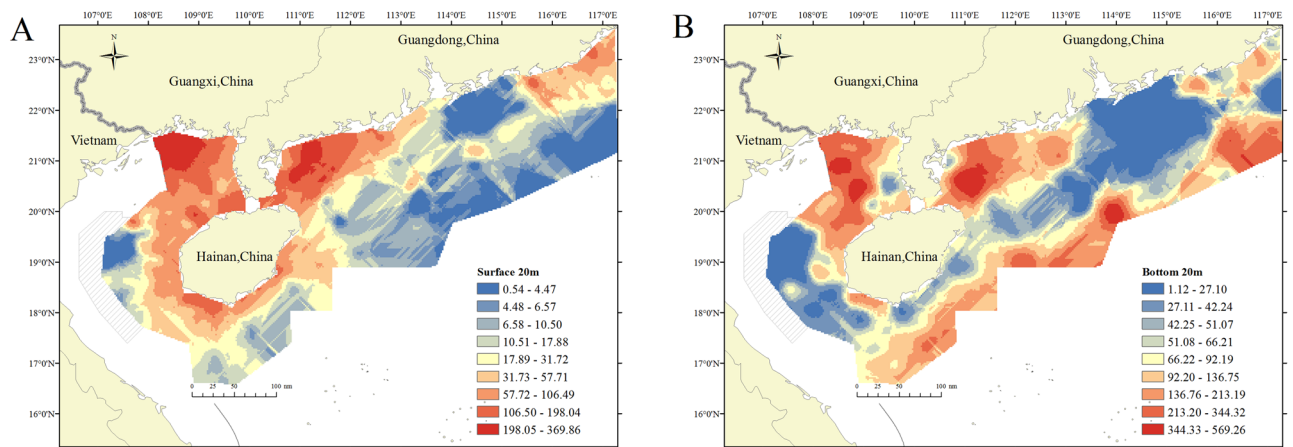 A
107°0'E 108°0'E 109°0'E 110°0'E 111°0'E 112°0'E 113°0'E 114°0'E 115°0'E 116°0'E 117°0'E
N
Guangdong,China
23°0'N
Guangxi,China
22°0'N
Vietnam
21°0'N
20°0'N
Hainan,China
19°0'N
18°0'N
17°0'N
16°0'N
Surface 20m
0.54 - 4.47
4.48 - 6.57
6.58 - 10.50
10.51 - 17.88
17.89 - 31.72
31.73 - 57.71
57.72 - 106.49
106.50 - 198.04
198.05 - 369.86
0 25 50 100 nm
B
107°0'E 108°0'E 109°0'E 110°0'E 111°0'E 112°0'E 113°0'E 114°0'E 115°0'E 116°0'E 117°0'E
N
Guangdong,China
23°0'N
Guangxi,China
22°0'N
Vietnam
21°0'N
20°0'N
Hainan,China
19°0'N
18°0'N
17°0'N
16°0'N
Bottom 20m
1.12 - 27.10
27.11 - 42.24
42.25 - 51.07
51.08 - 66.21
66.22 - 92.19
92.20 - 136.75
136.76 - 213.19
213.20 - 344.32
344.33 - 569.26
0 25 50 100 nm